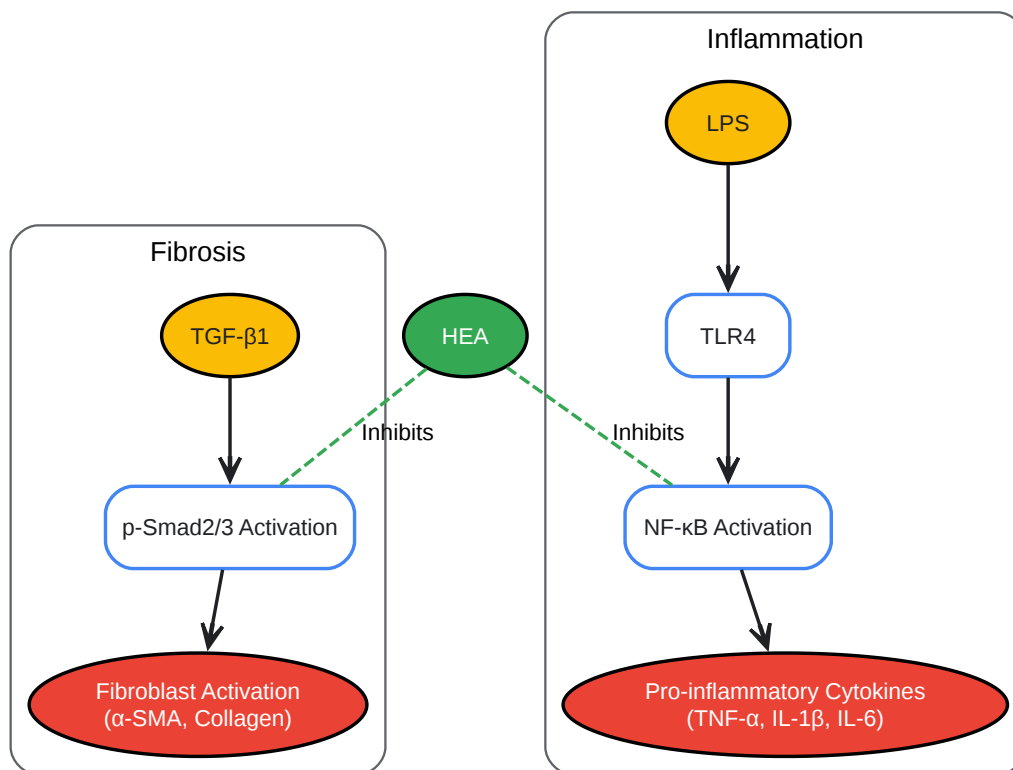 Inflammation
LPS
Fibrosis
TGF-β1
HEA
TLR4
Inhibits
Inhibits
p-Smad2/3 Activation
NF-κB Activation
Fibroblast Activation
(α-SMA, Collagen)
Pro-inflammatory Cytokines
(TNF-α, IL-1β, IL-6)